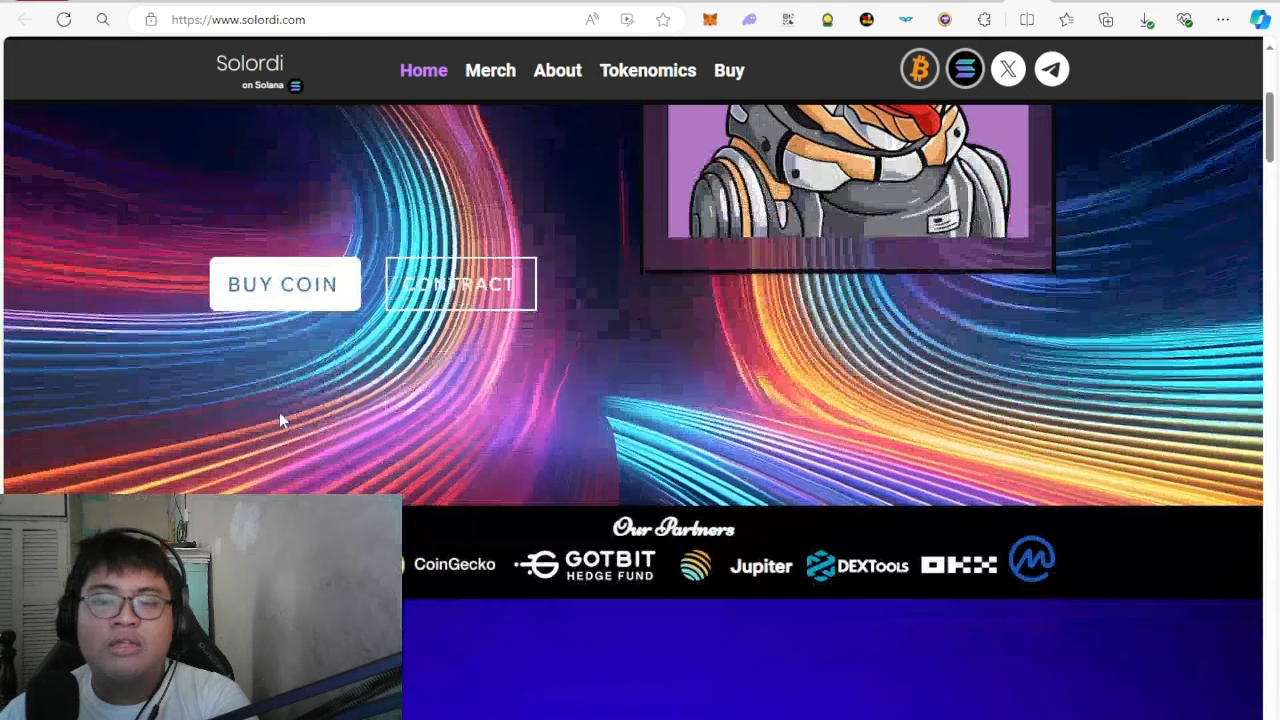 https://www.solordi.com
Solordi
on Solana
Home Merch About Tokenomics Buy
BUY COIN
CONTRACT
Our Partners
CoinGecko
GOTBIT
HEDGE FUND
Jupiter
DEXTools
OKX